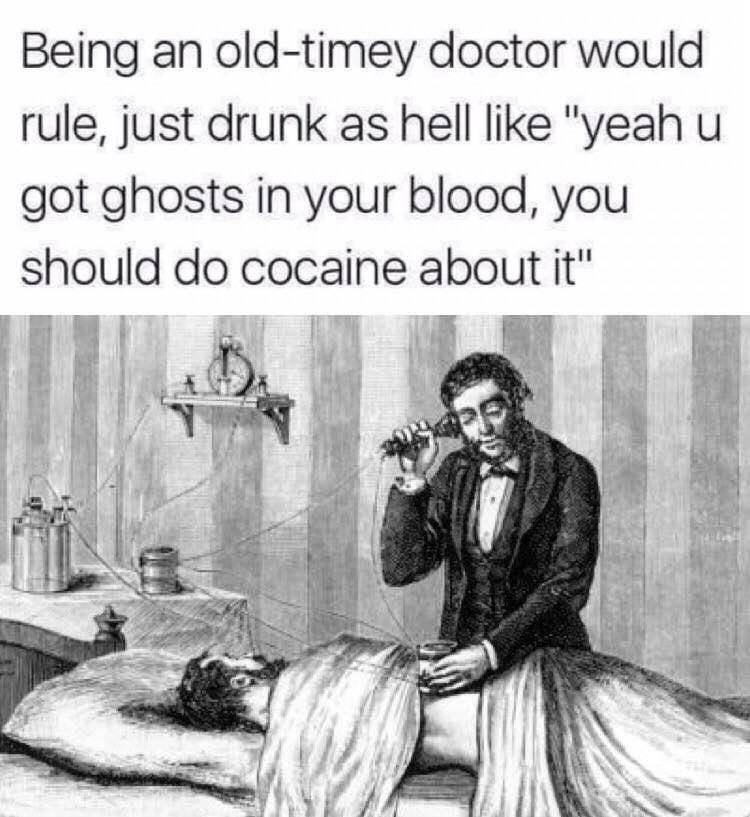 Being an old-timey doctor would
rule, just drunk as hell like "yeah u
got ghosts in your blood, you
should do cocaine about it"